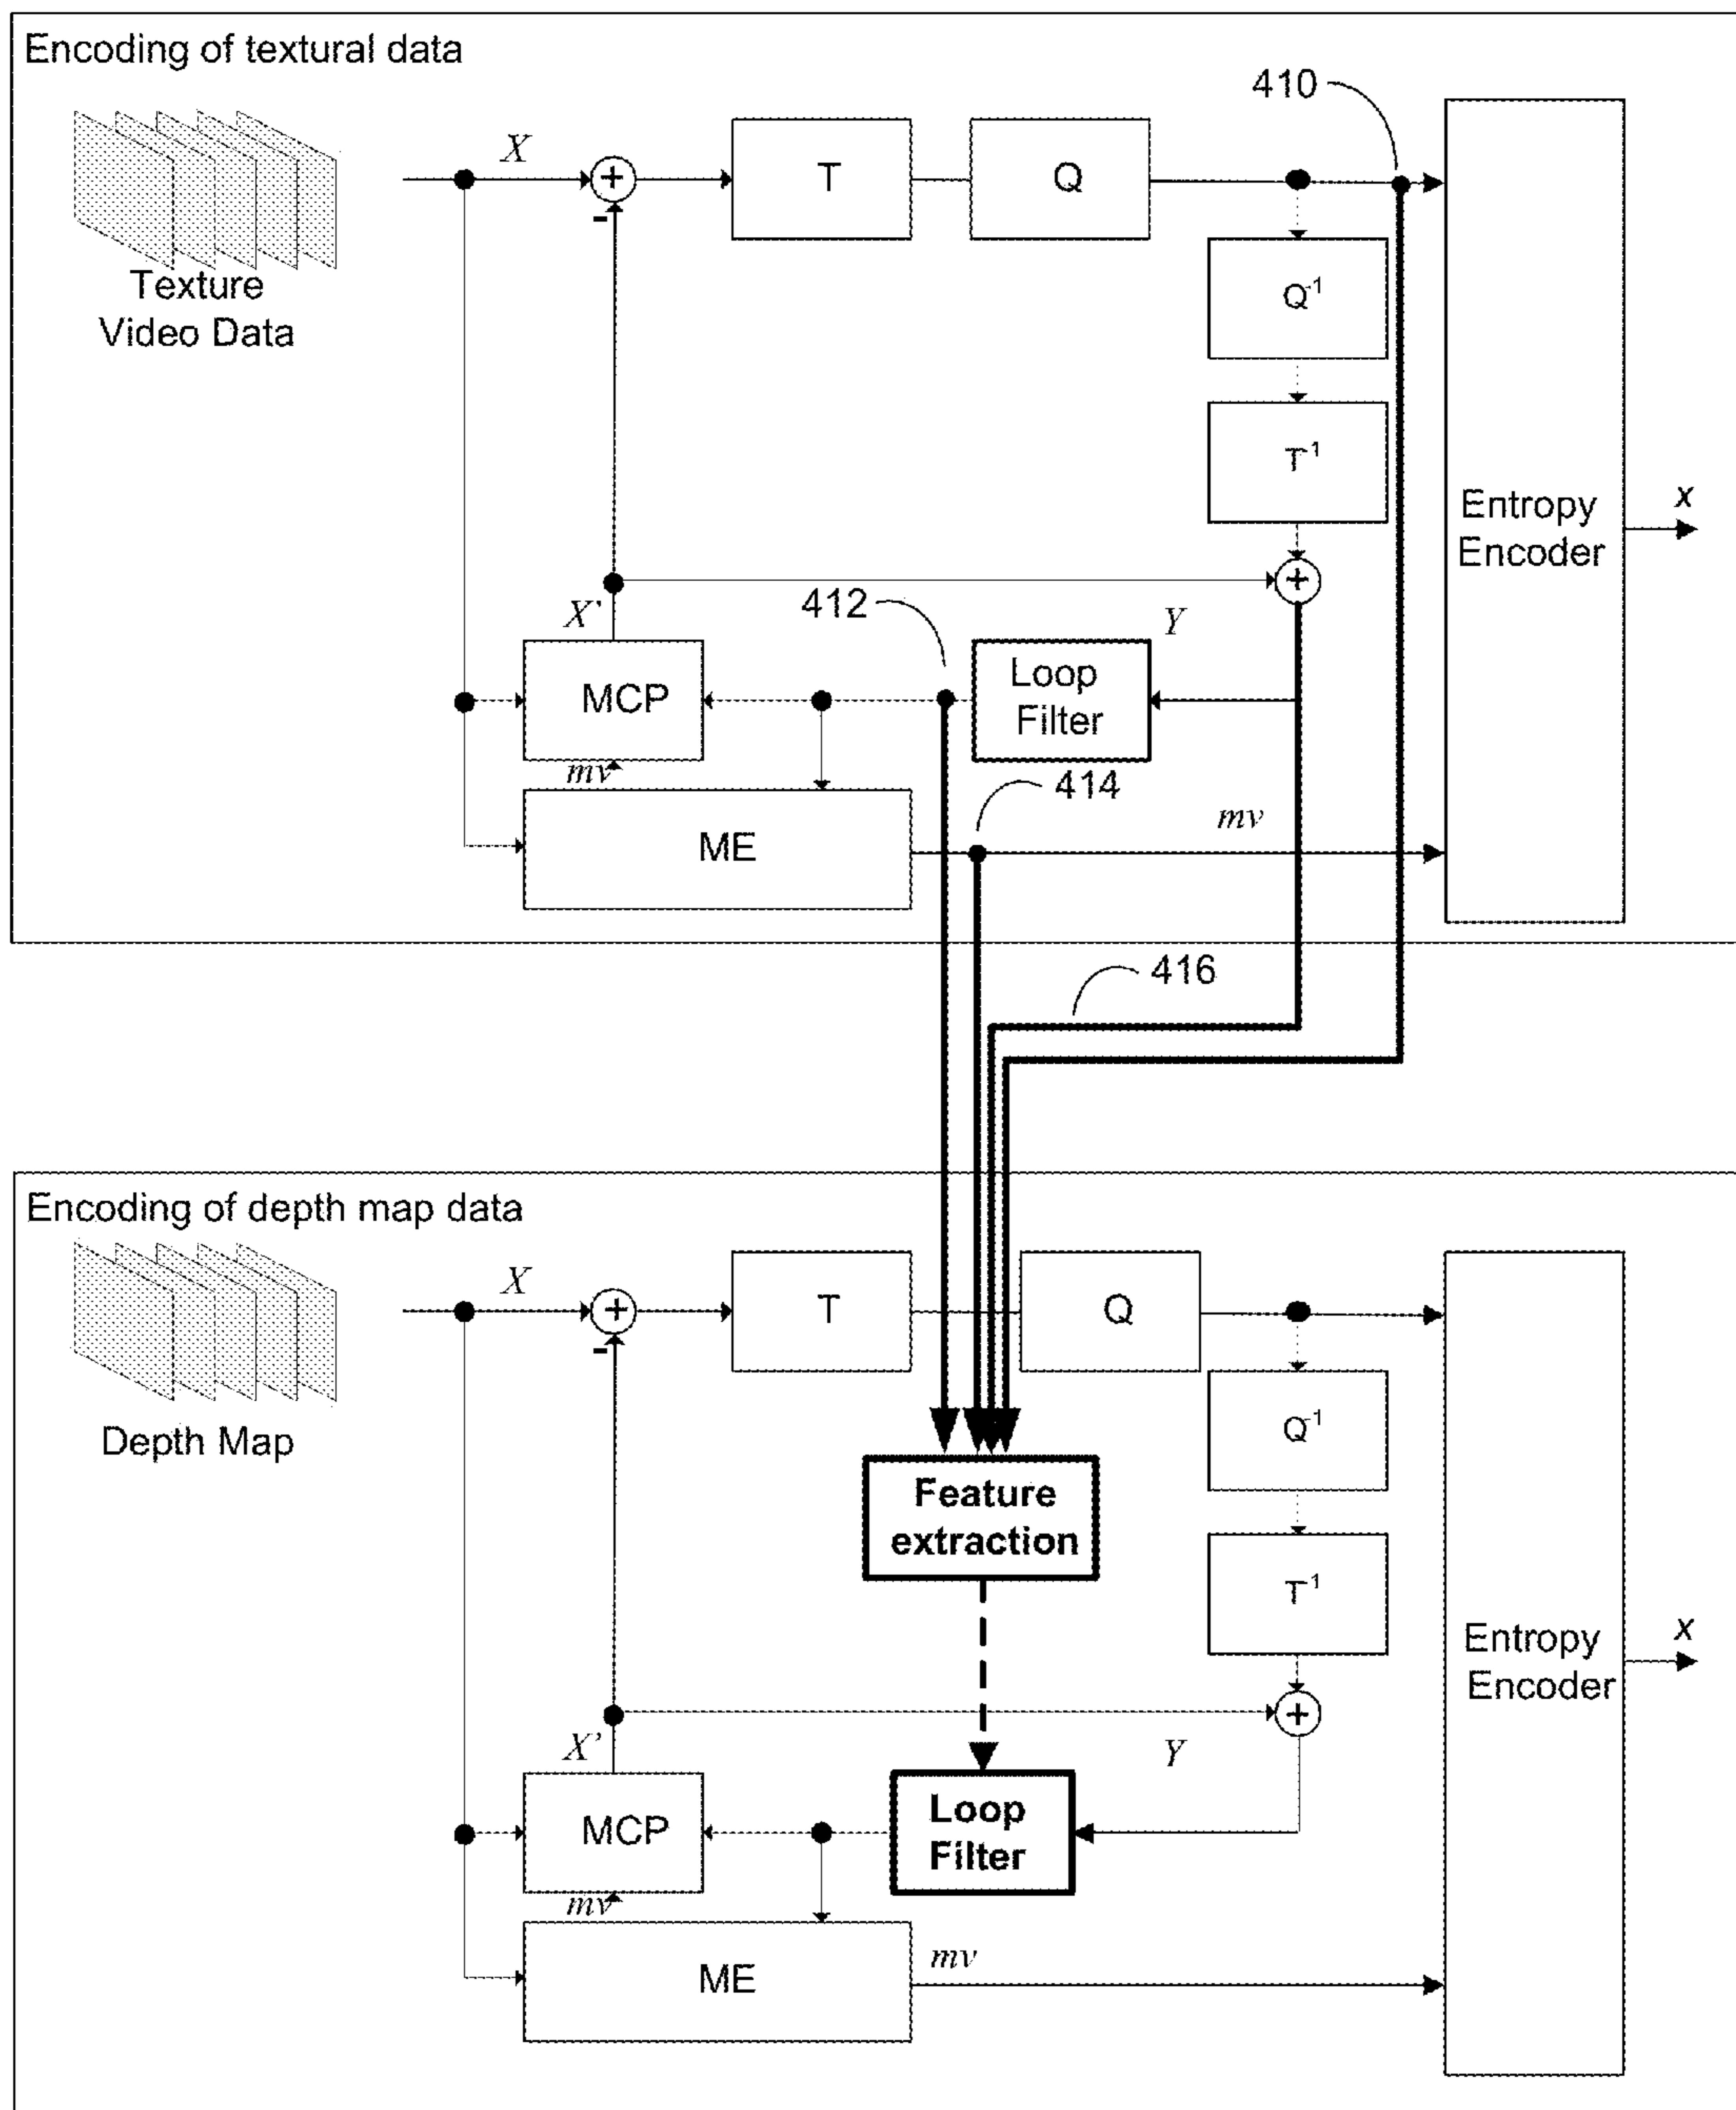 Encoding of textural data
410
X
+
T
Q
-
Texture
Video Data
Q-1
T-1
Entropy
Encoder
x
+
412
X'
Y
Loop
Filter
MCP
mv
414
mv
ME
416
Encoding of depth map data
X
+
T
Q
-
Depth Map
Q-1
Feature
extraction
T-1
Entropy
Encoder
x
+
X'
Y
Loop
Filter
MCP
mv
mv
ME